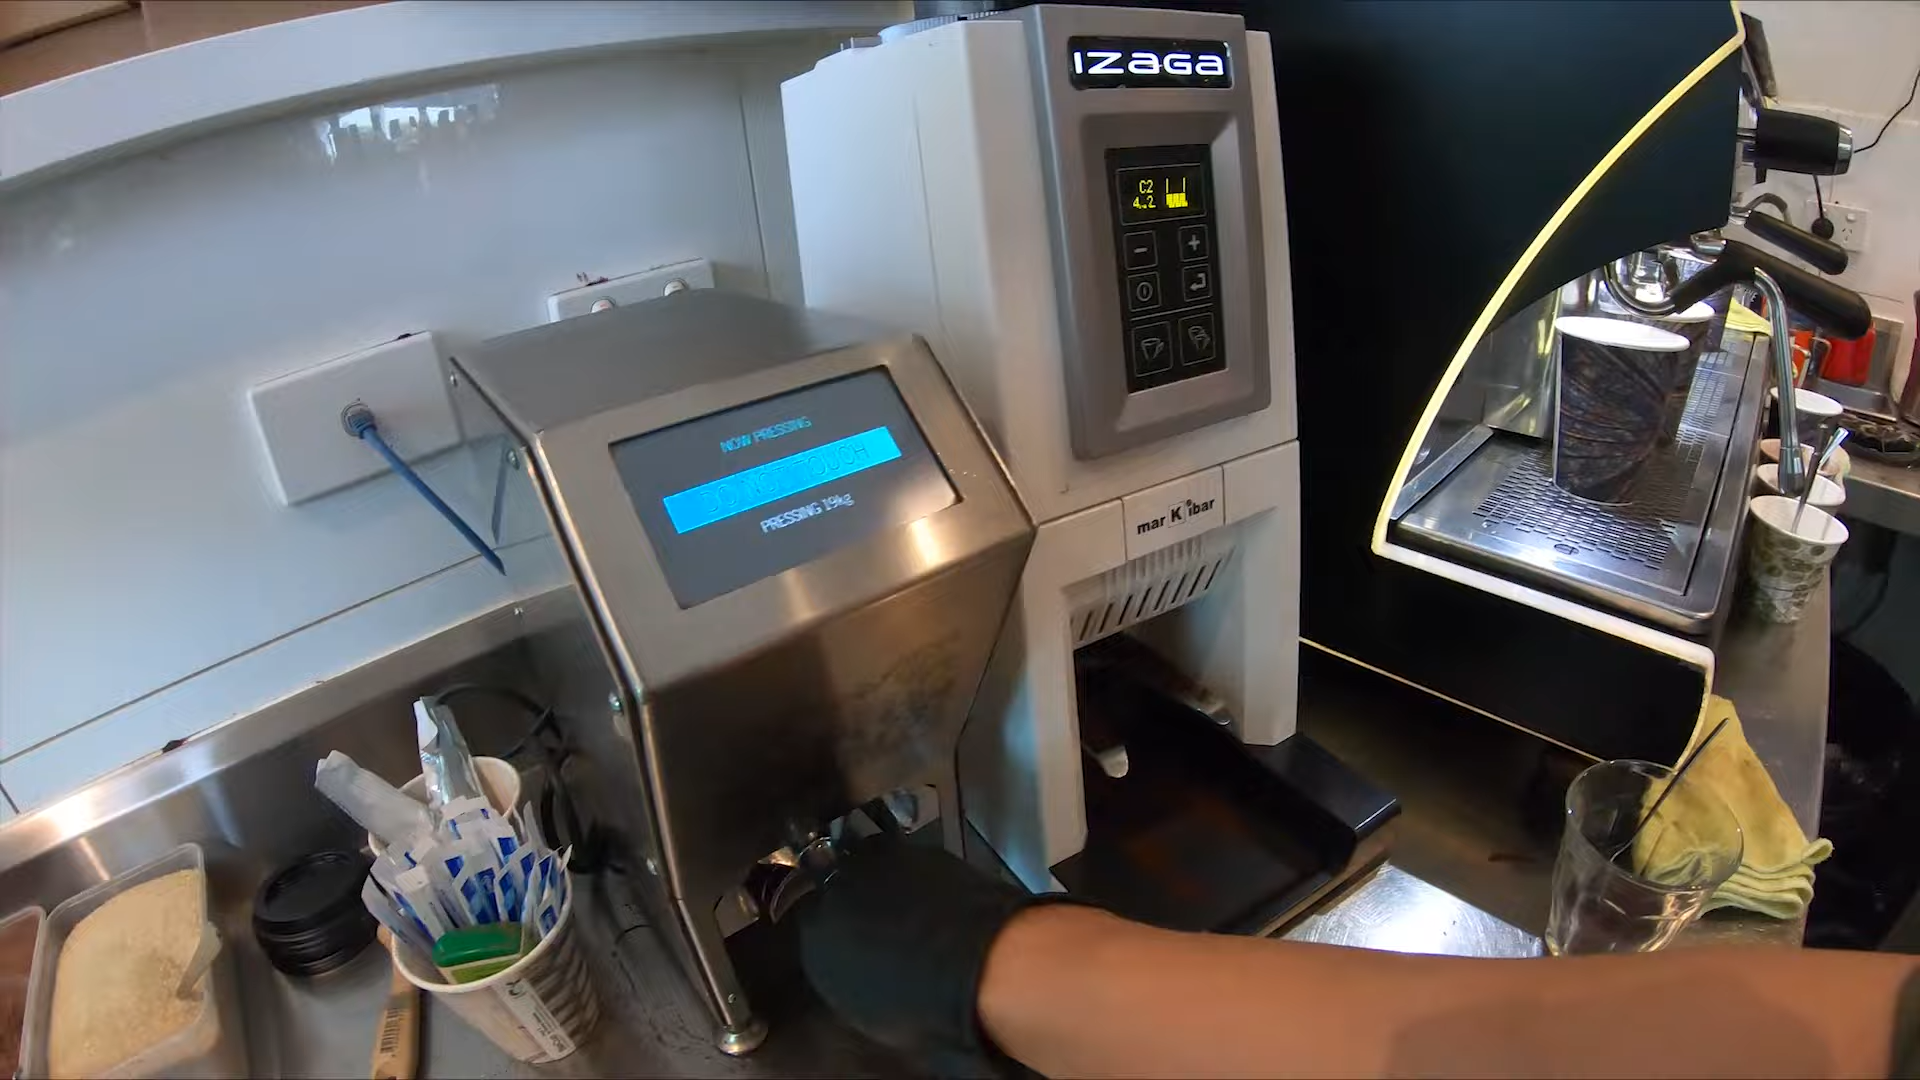 IZAGA
C2
4.2
- +
mar K ibar
NOW PRESSING
DO NOT TOUCH
PRESSING 19kg